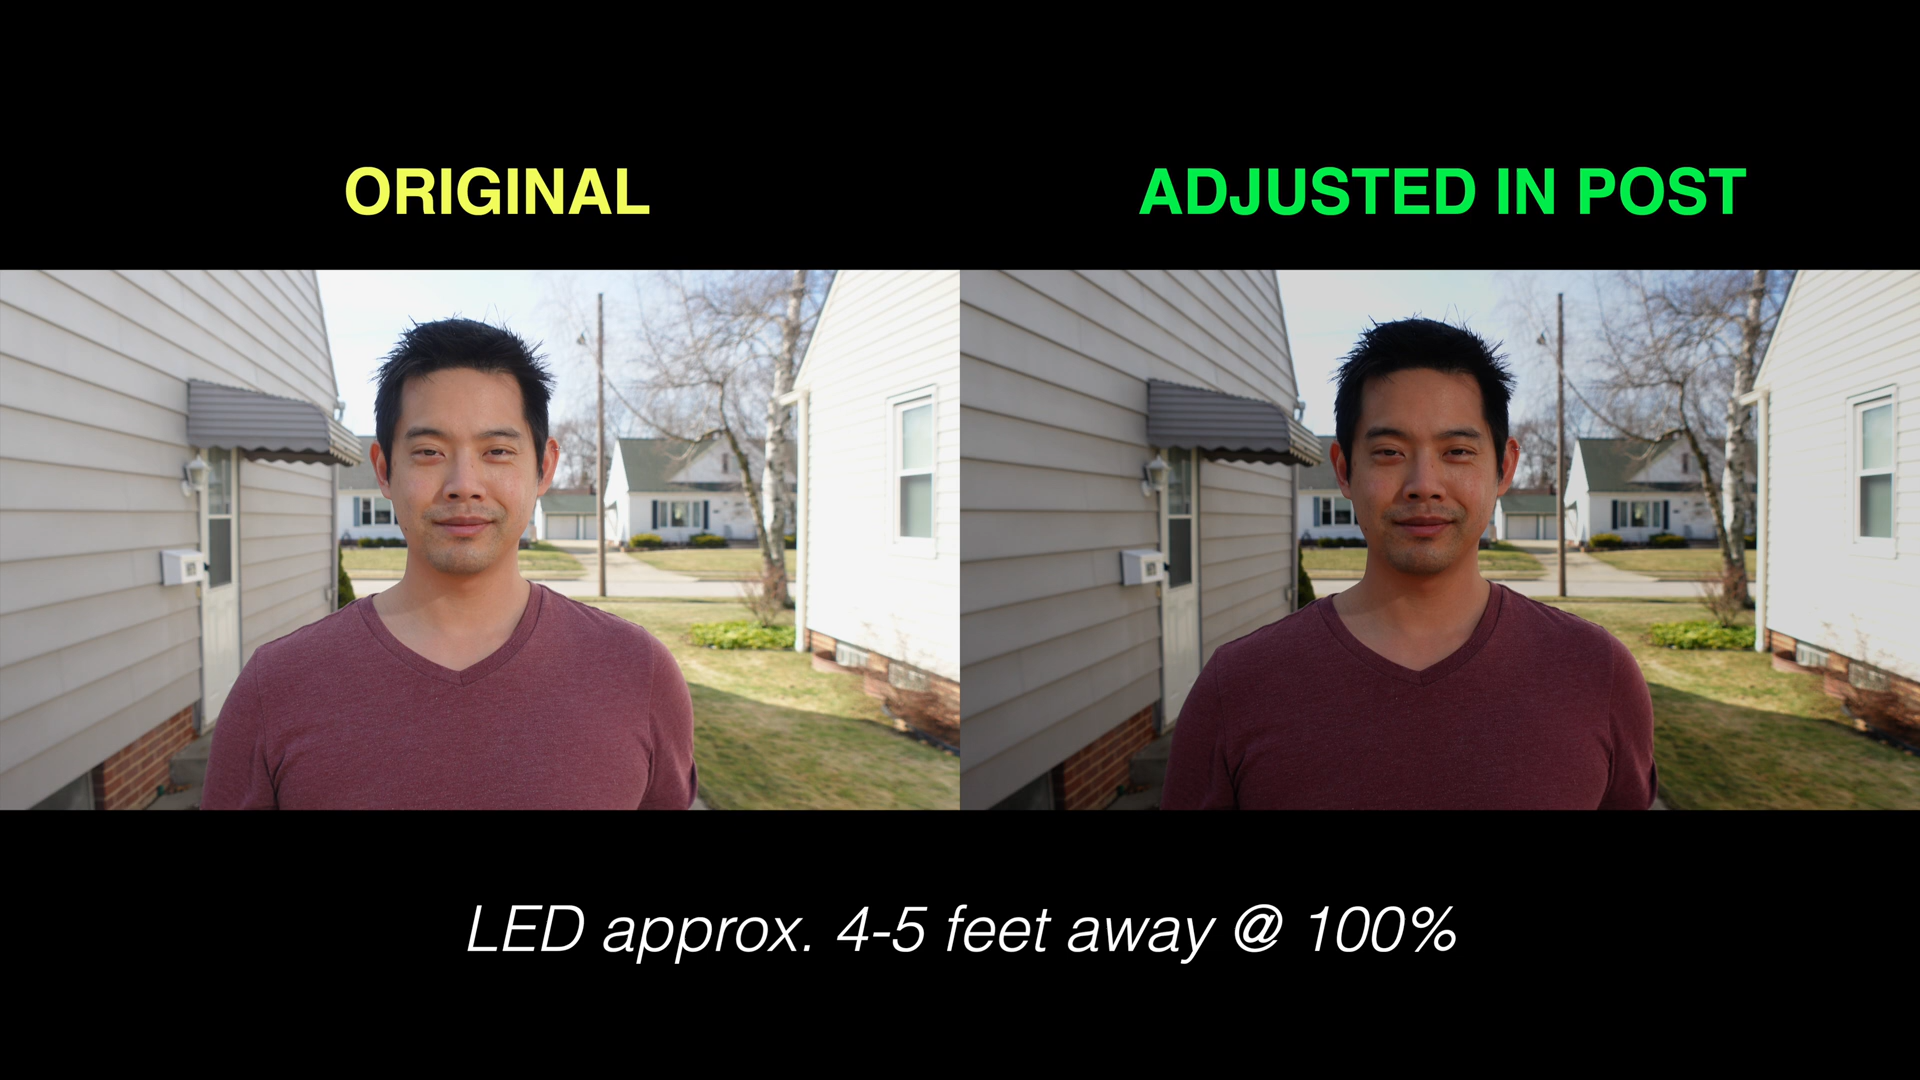 ORIGINAL
ADJUSTED IN POST
LED approx. 4-5 feet away @ 100%